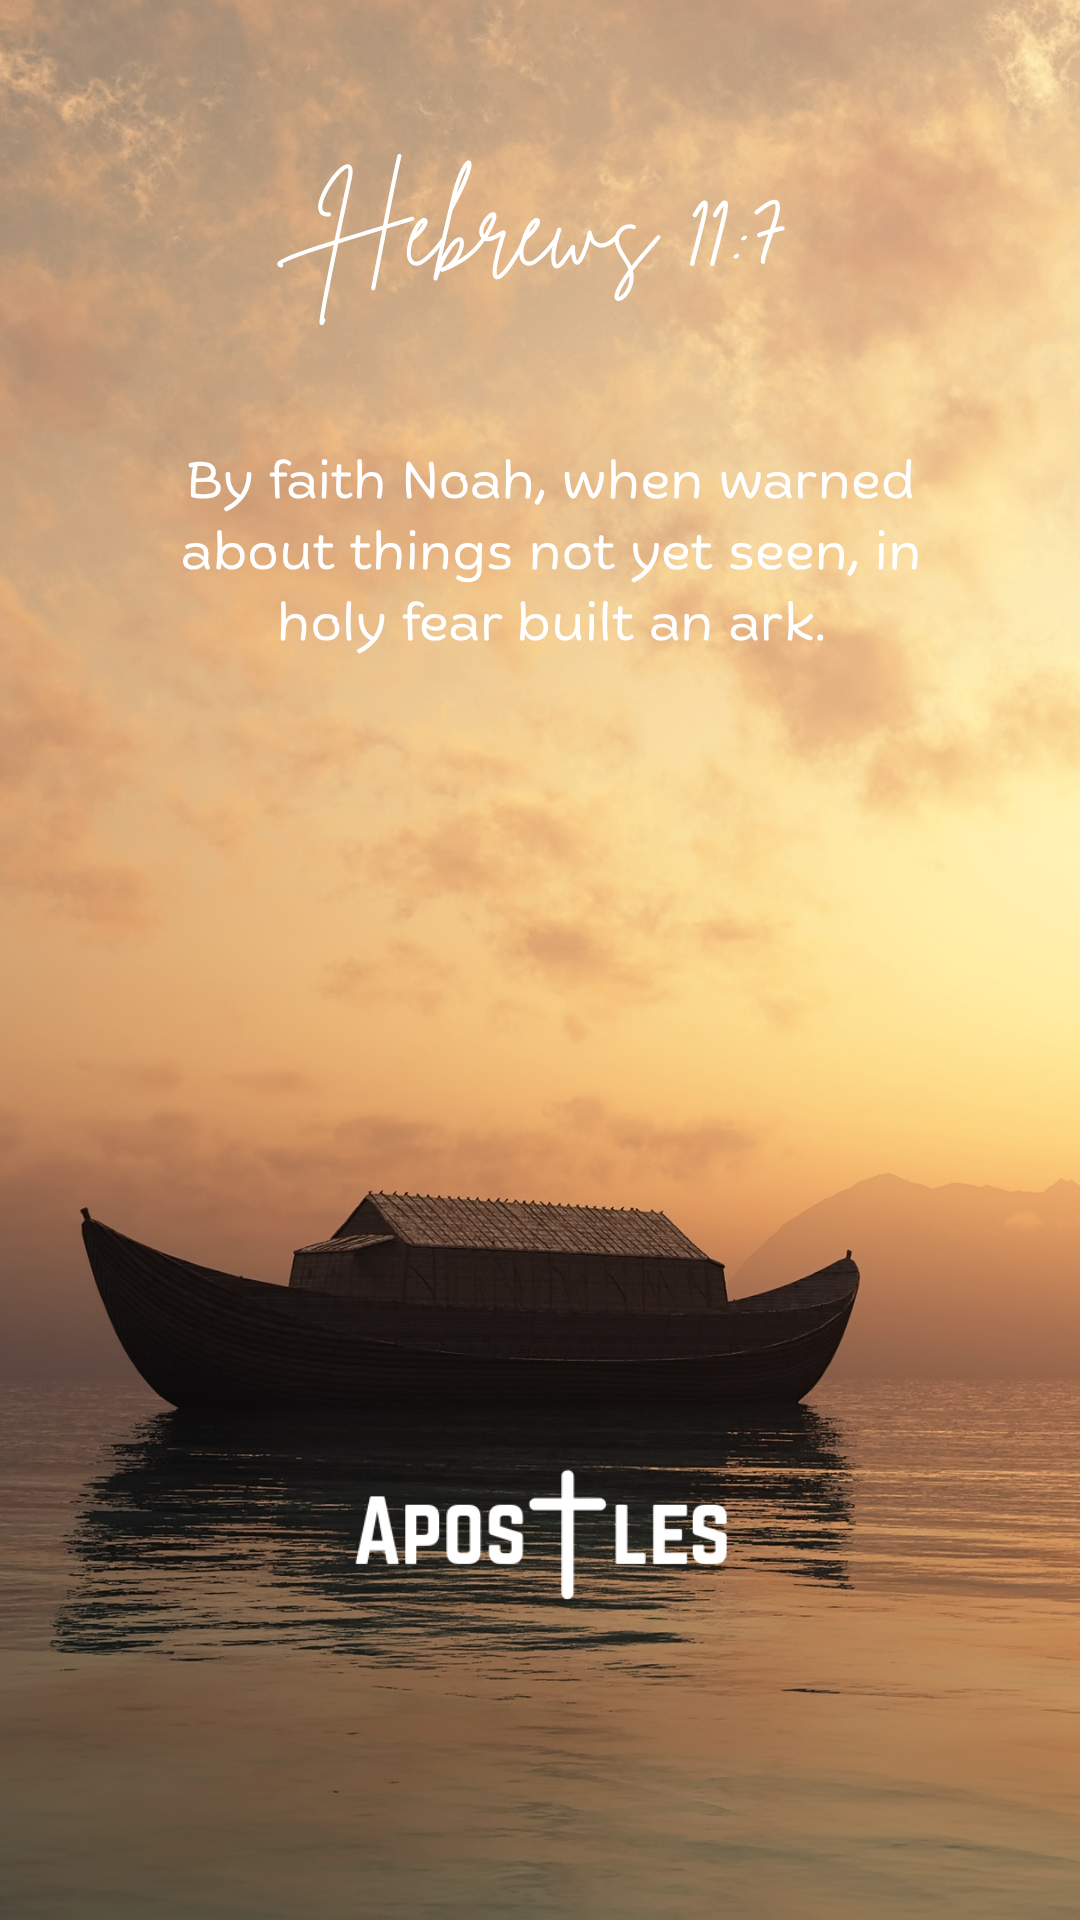 Hebrews 11:7
By faith Noah, when warned
about things not yet seen, in
holy fear built an ark.
Apostles